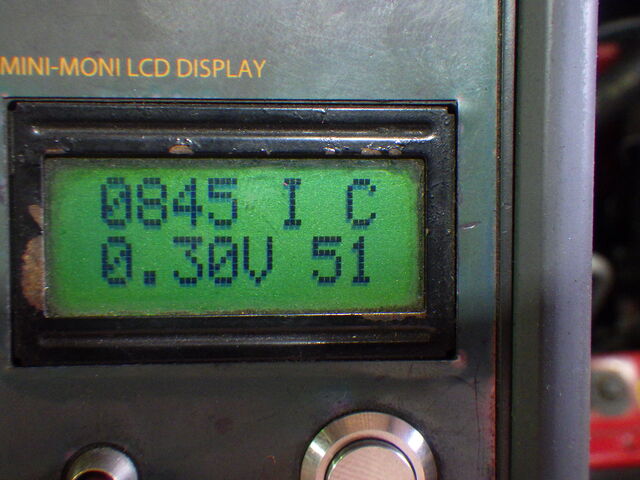 MINI-MONI LCD DISPLAY
0845 I C
0.30V 51